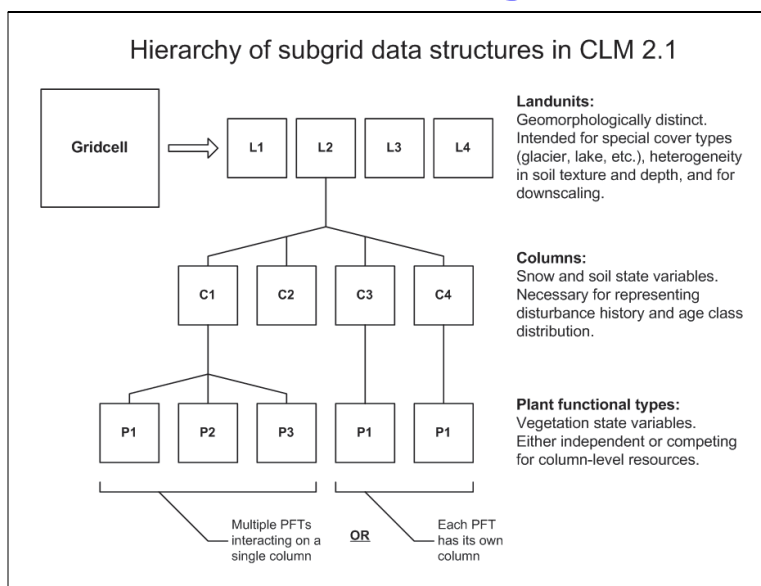 Hierarchy of subgrid data structures in CLM 2.1
Gridcell
L1
L2
L3
L4
Landunits:
Geomorphologically distinct.
Intended for special cover types
(glacier, lake, etc.), heterogeneity
in soil texture and depth, and for
downscaling.
C1
C2
C3
C4
Columns:
Snow and soil state variables.
Necessary for representing
disturbance history and age class
distribution.
P1
P2
P3
P1
P1
Plant functional types:
Vegetation state variables.
Either independent or competing
for column-level resources.
Multiple PFTs
interacting on a
single column
OR
Each PFT
has its own
column